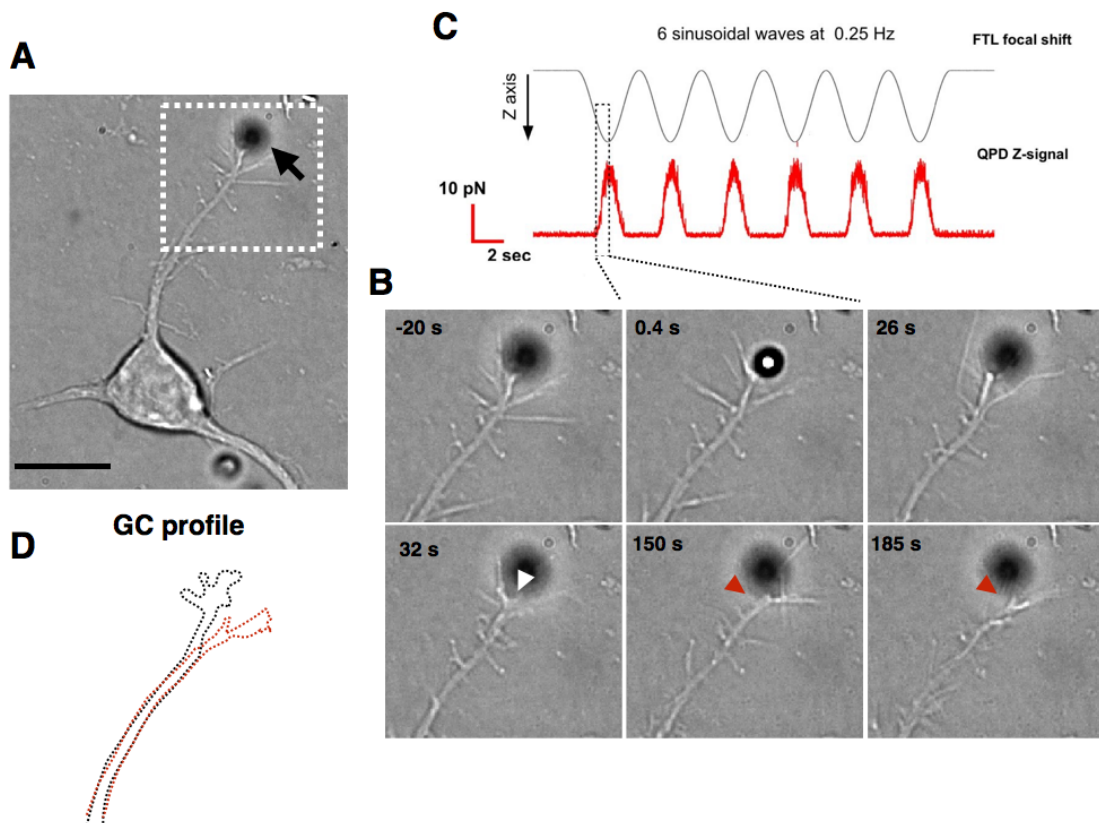 A
C
6 sinusoidal waves at 0.25 Hz
FTL focal shift
Z axis
QPD Z-signal
10 pN
2 sec
B
-20 s
0.4 s
26 s
32 s
150 s
185 s
GC profile
D